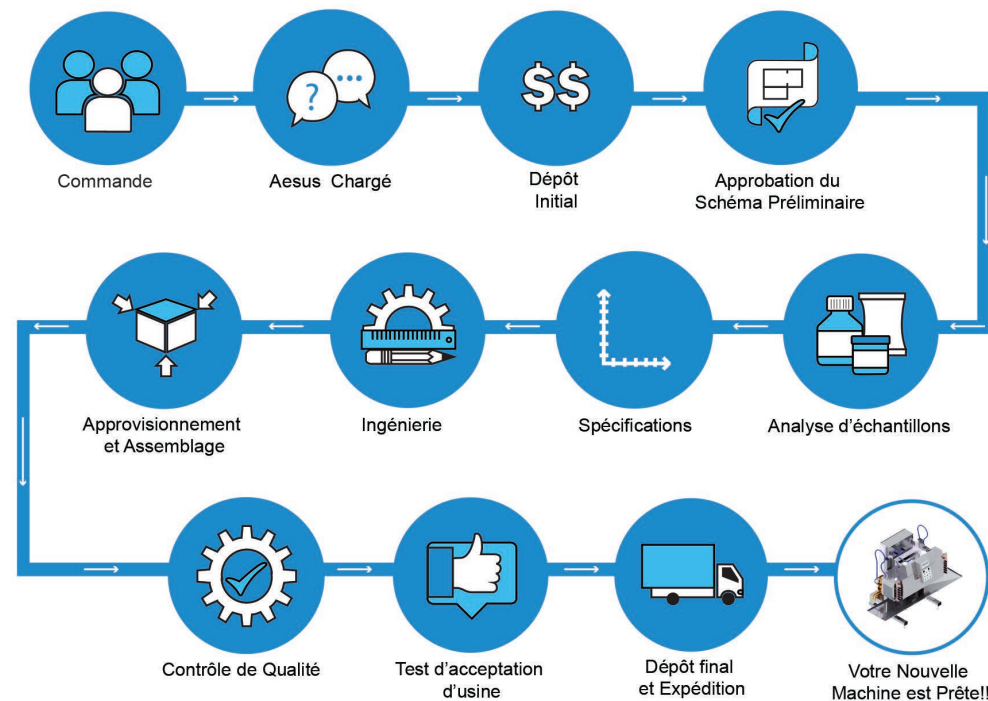 Commande
Aesus Chargé
Dépôt
Initial
Approbation du
Schéma Préliminaire
Approvisionnement
et Assemblage
Ingénierie
Spécifications
Analyse d'échantillons
Contrôle de Qualité
Test d'acceptation
d'usine
Dépôt final
et Expédition
Votre Nouvelle
Machine est Prête!!